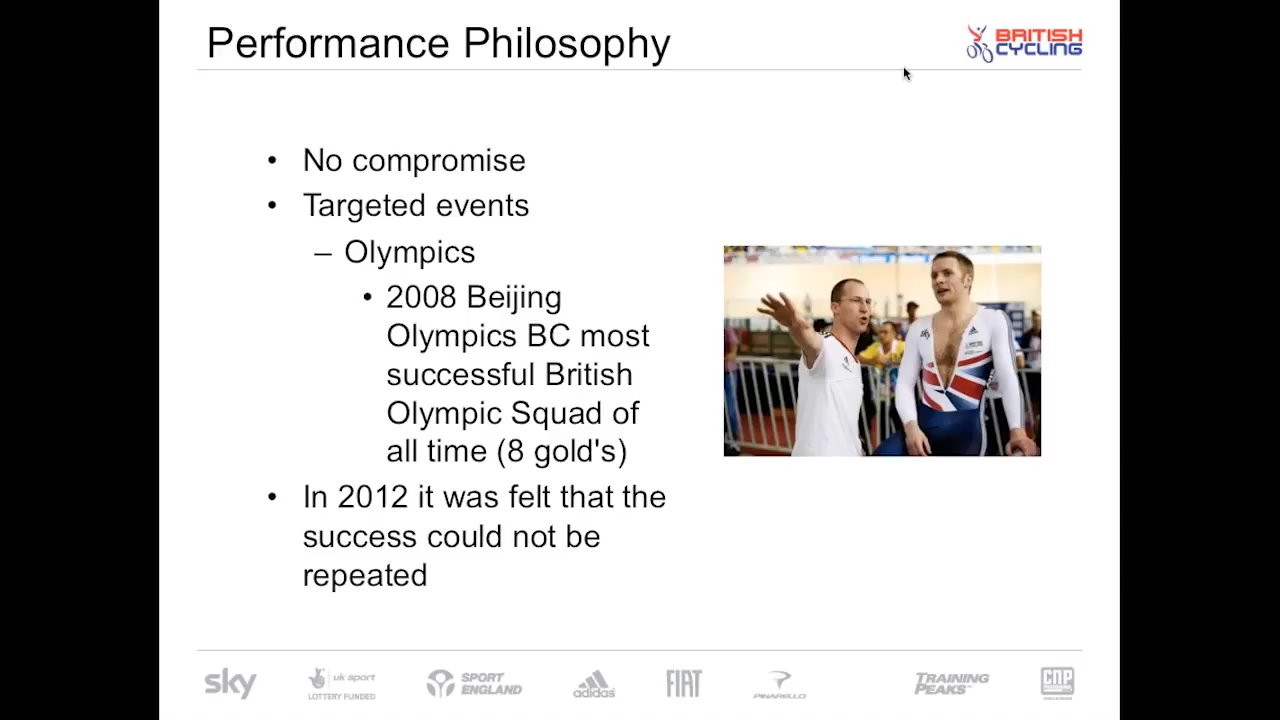 Performance Philosophy
BRITISH
CYCLING
• No compromise
• Targeted events
– Olympics
• 2008 Beijing
Olympics BC most
successful British
Olympic Squad of
all time (8 gold's)
• In 2012 it was felt that the
success could not be
repeated
sky
uk sport
LOTTERY FUNDED
SPORT
ENGLAND
adidas
FIAT
PINARELLO
TRAINING
PEAKS
CNP